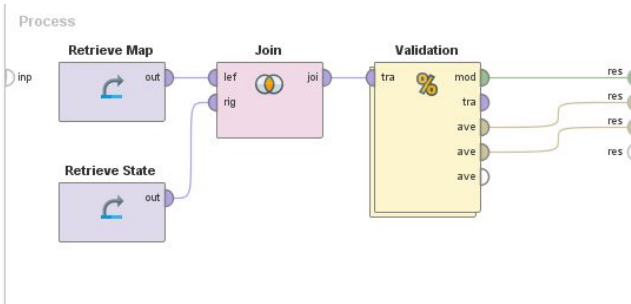 Process
Retrieve Map
Join
Validation
inp
out
lef
joi
tra
%
mod
res
rig
tra
res
ave
res
Retrieve State
ave
res
out
ave